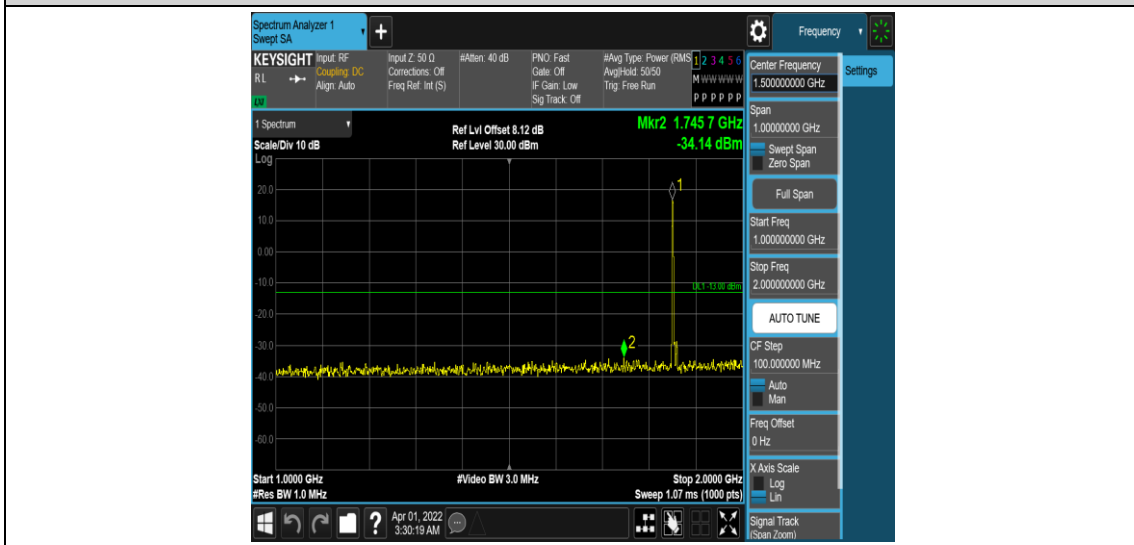 Spectrum Analyzer 1
Swept SA
+
Frequency
KEYSIGHT
RL
LXI
Input: RF
Coupling: DC
Align: Auto
Input Z: 50 Ω
Corrections: Off
Freq Ref: Int (S)
#Atten: 40 dB
PNO: Fast
Gate: Off
IF Gain: Low
Sig Track: Off
#Avg Type: Power (RMS
Avg|Hold: 50/50
Trig: Free Run
1 2 3 4 5 6
M W W W W W
P P P P P P
1 Spectrum
Scale/Div 10 dB
Ref Lvl Offset 8.12 dB
Ref Level 30.00 dBm
Mkr2 1.745 7 GHz
-34.14 dBm
Log
20.0
10.0
0.00
-10.0
-20.0
-30.0
-40.0
-50.0
-60.0
1
2
DL1 -13.00 dBm
Start 1.0000 GHz
#Res BW 1.0 MHz
#Video BW 3.0 MHz
Stop 2.0000 GHz
Sweep 1.07 ms (1000 pts)
Apr 01, 2022
3:30:19 AM
?
Center Frequency
1.500000000 GHz
Settings
Span
1.00000000 GHz
Swept Span
Zero Span
Full Span
Start Freq
1.000000000 GHz
Stop Freq
2.000000000 GHz
AUTO TUNE
CF Step
100.000000 MHz
Auto
Man
Freq Offset
0 Hz
X Axis Scale
Log
Lin
Signal Track
(Span Zoom)